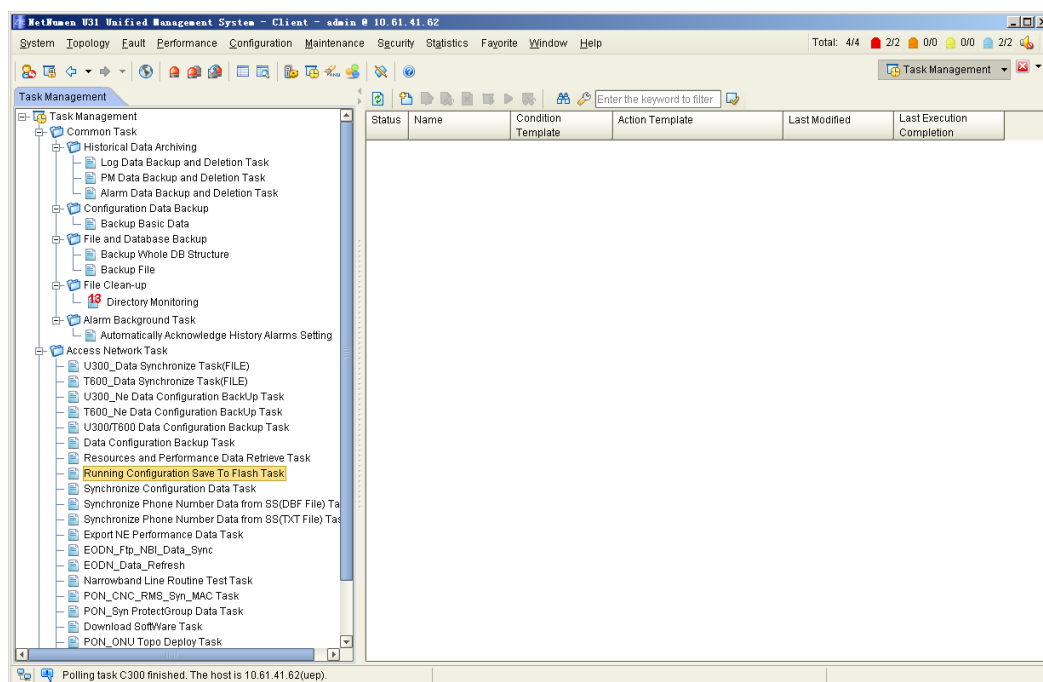 NetNumen U31 Unified Management System - Client - admin @ 10.61.41.62
System Topology Fault Performance Configuration Maintenance Security Statistics Favorite Window Help Total: 4/4 2/2 0/0 0/0 2/2
Task Management
Task Management
Enter the keyword to filter
Status Name Condition Template Action Template Last Modified Last Execution Completion
Task Management
Common Task
Historical Data Archiving
Log Data Backup and Deletion Task
PM Data Backup and Deletion Task
Alarm Data Backup and Deletion Task
Configuration Data Backup
Backup Basic Data
File and Database Backup
Backup Whole DB Structure
Backup File
File Clean-up
13 Directory Monitoring
Alarm Background Task
Automatically Acknowledge History Alarms Setting
Access Network Task
U300_Data Synchronize Task(FILE)
T600_Data Synchronize Task(FILE)
U300_Ne Data Configuration BackUp Task
T600_Ne Data Configuration BackUp Task
U300/T600 Data Configuration Backup Task
Data Configuration Backup Task
Resources and Performance Data Retrieve Task
Running Configuration Save To Flash Task
Synchronize Configuration Data Task
Synchronize Phone Number Data from SS(DBF File) Ta
Synchronize Phone Number Data from SS(TXT File) Tas
Export NE Performance Data Task
EODN_Ftp_NBI_Data_Sync
EODN_Data_Refresh
Narrowband Line Routine Test Task
PON_CNC_RMS_Syn_MAC Task
PON_Syn ProtectGroup Data Task
Download SoftWare Task
PON_ONU Topo Deploy Task
Polling task C300 finished. The host is 10.61.41.62(uep).